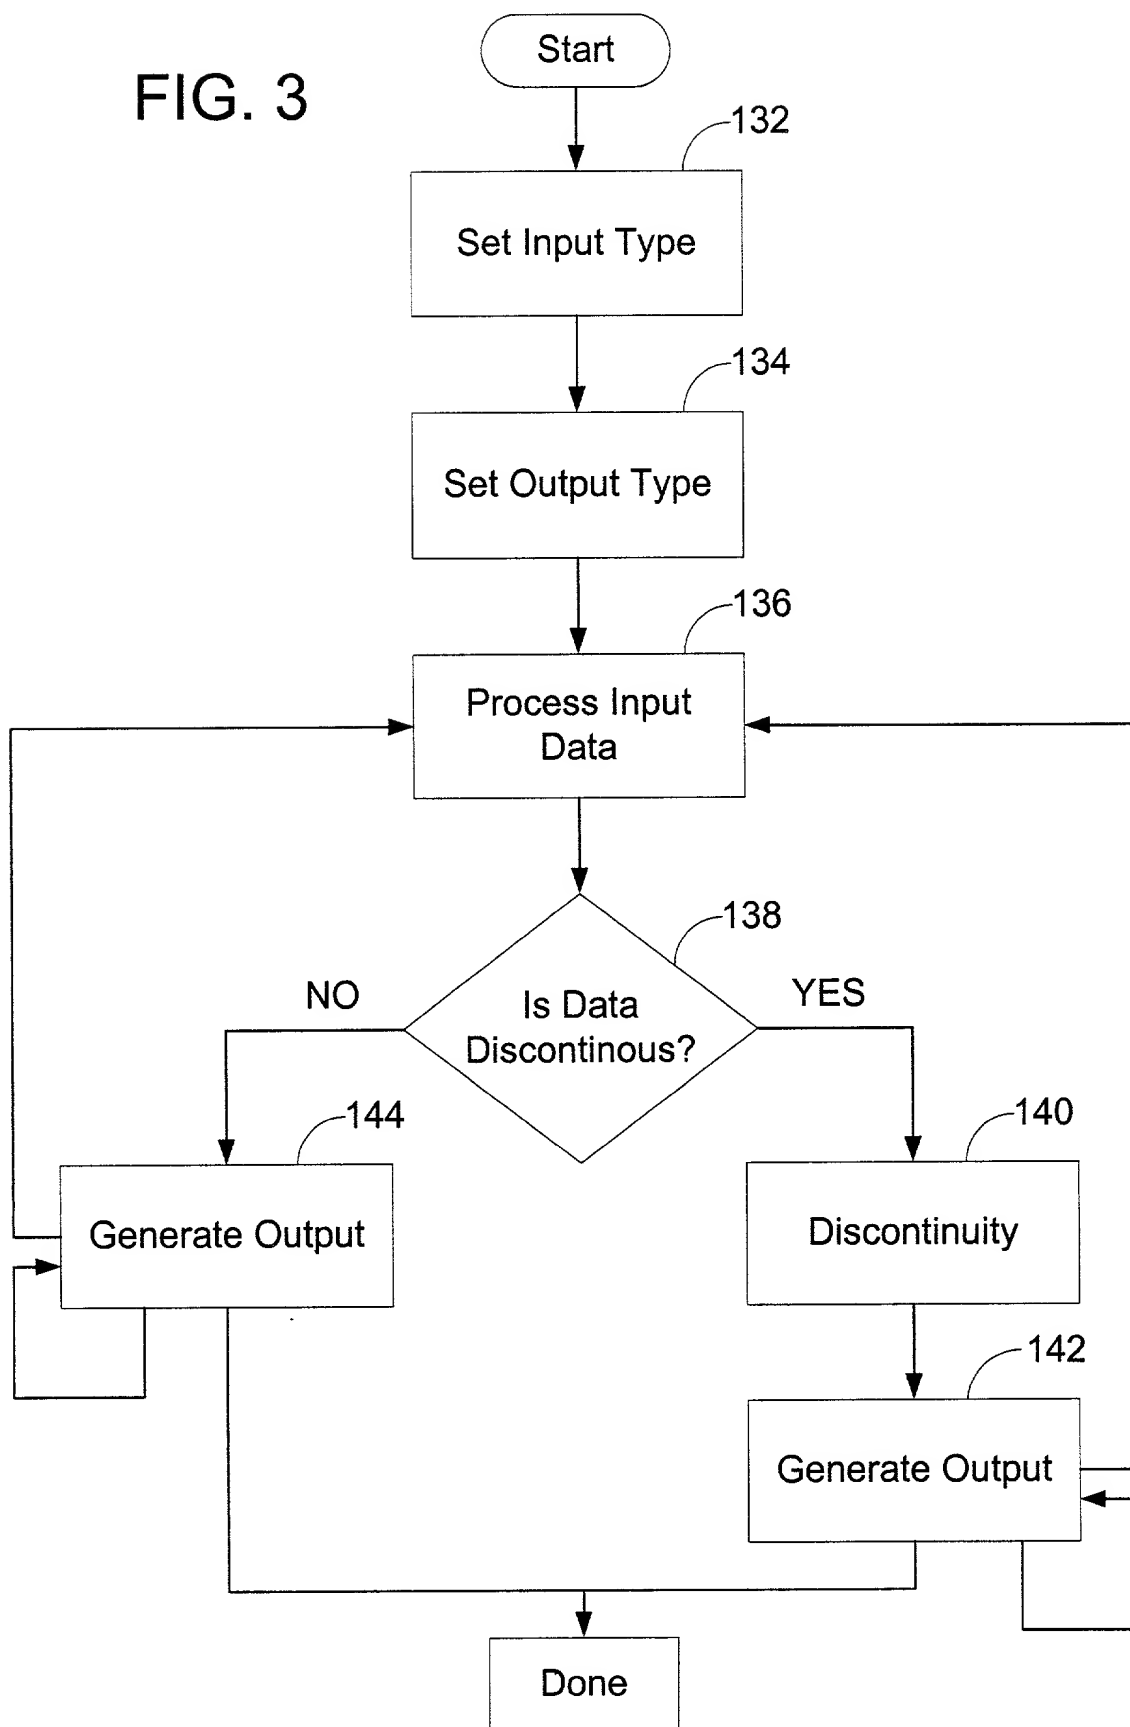 Start
FIG. 3
132
Set Input Type
134
Set Output Type
136
Process Input
Data
138
NO
YES
Is Data
Discontinous?
144
140
Generate Output
Discontinuity
142
Generate Output
Done